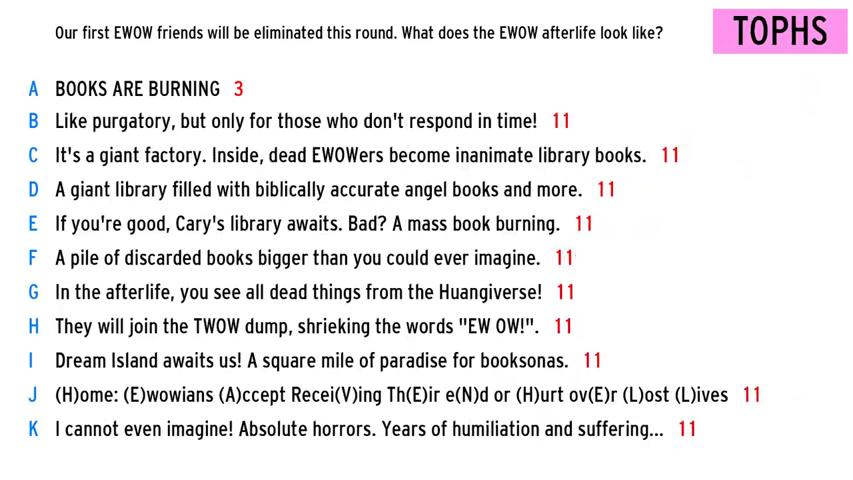 Our first EWOW friends will be eliminated this round. What does the EWOW afterlife look like?
TOPHS
A BOOKS ARE BURNING 3
B Like purgatory, but only for those who don't respond in time! 11
C It's a giant factory. Inside, dead EWOWers become inanimate library books. 11
D A giant library filled with biblically accurate angel books and more. 11
E If you're good, Cary's library awaits. Bad? A mass book burning. 11
F A pile of discarded books bigger than you could ever imagine. 11
G In the afterlife, you see all dead things from the Huangiverse! 11
H They will join the TWOW dump, shrieking the words "EW OW!". 11
I Dream Island awaits us! A square mile of paradise for booksonas. 11
J (H)ome: (E)wowians (A)ccept Recei(V)ing Th(E)ir e(N)d or (H)urt ov(E)r (L)ost (L)ives 11
K I cannot even imagine! Absolute horrors. Years of humiliation and suffering... 11